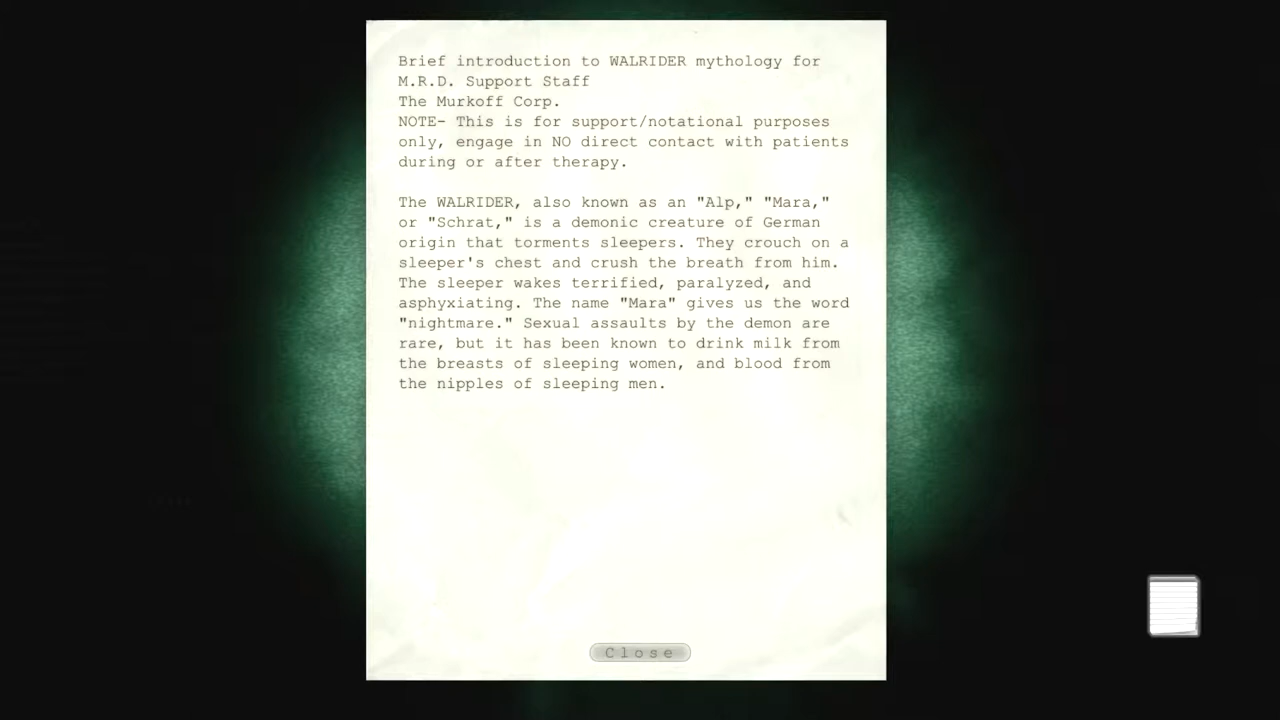 Brief introduction to WALRIDER mythology for
M.R.D. Support Staff
The Murkoff Corp.
NOTE- This is for support/notational purposes
only, engage in NO direct contact with patients
during or after therapy.
The WALRIDER, also known as an "Alp," "Mara,"
or "Schrat," is a demonic creature of German
origin that torments sleepers. They crouch on a
sleeper's chest and crush the breath from him.
The sleeper wakes terrified, paralyzed, and
asphyxiating. The name "Mara" gives us the word
"nightmare." Sexual assaults by the demon are
rare, but it has been known to drink milk from
the breasts of sleeping women, and blood from
the nipples of sleeping men.
Close